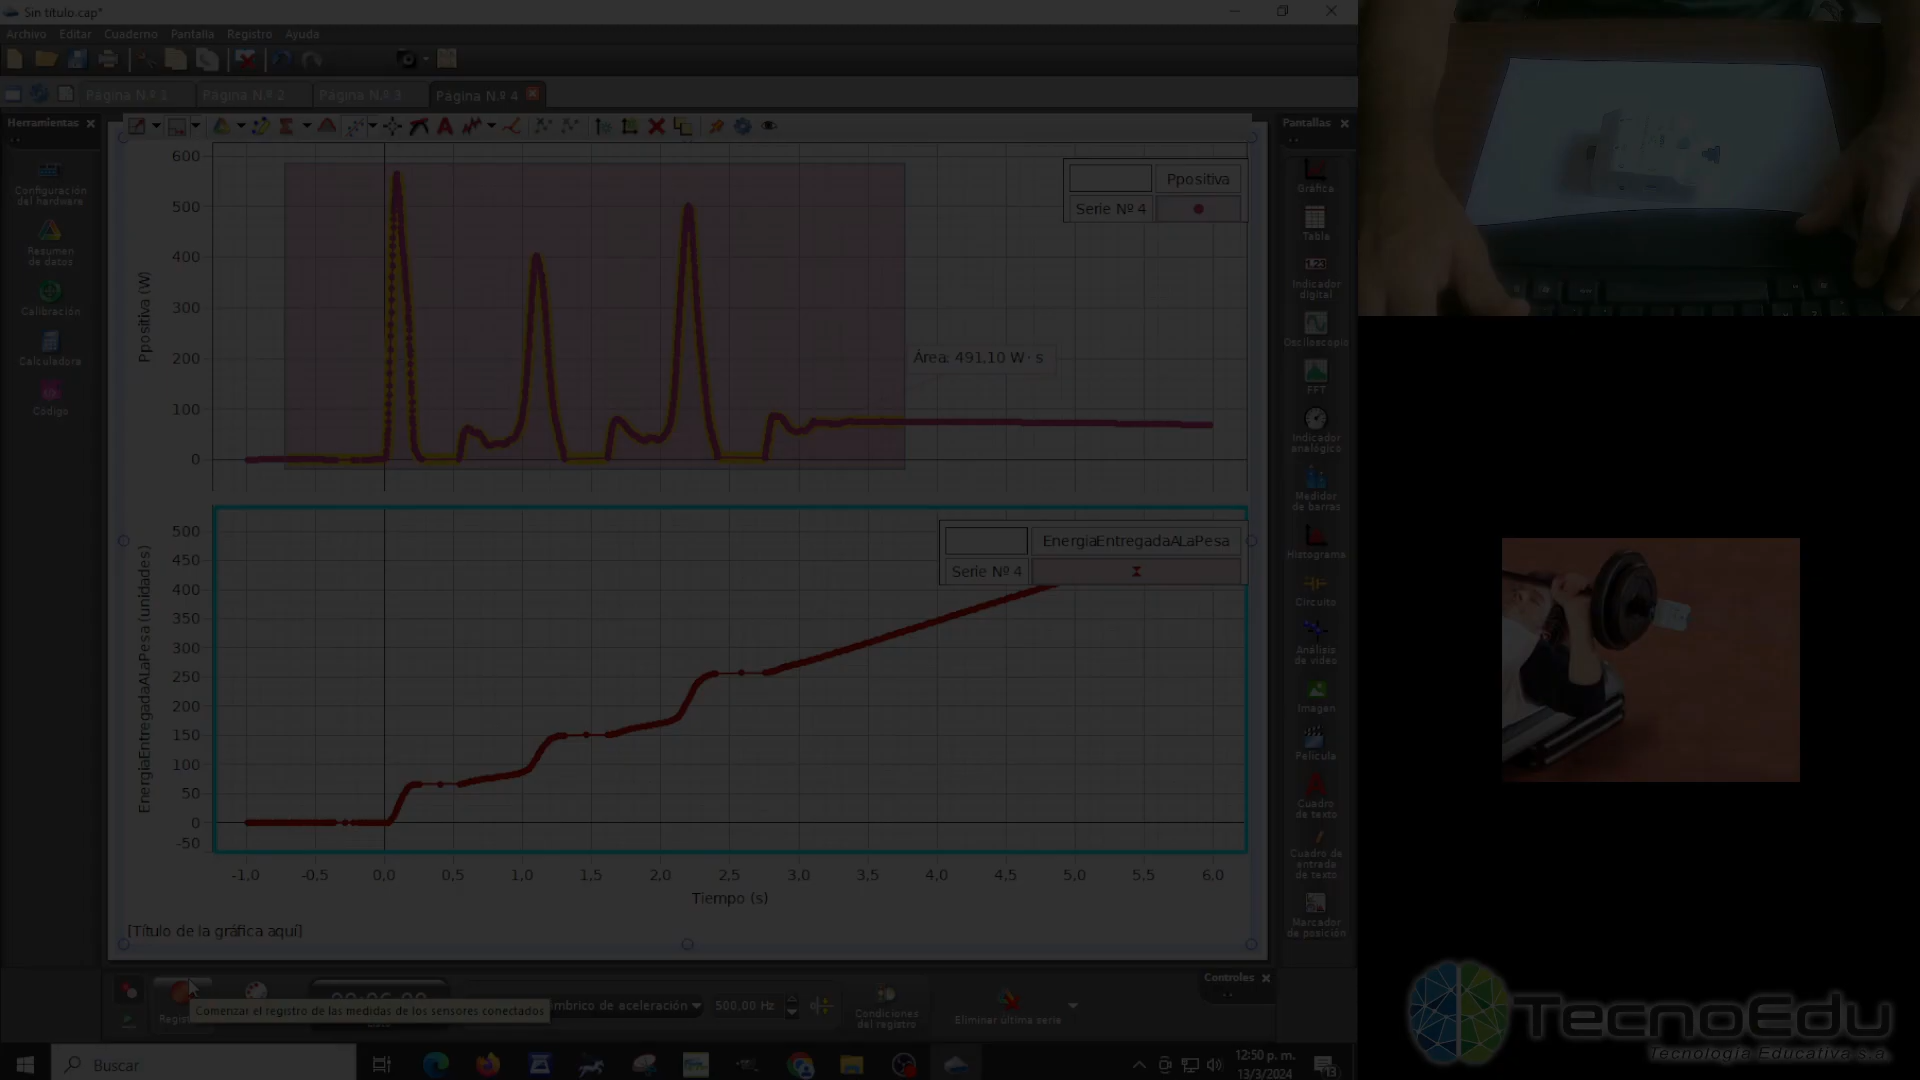 Sin título.cap*
Archivo Editar Cuaderno Pantalla Registro Ayuda
Página N.º 1 Página N.º 2 Página N.º 3 Página N.º 4
Herramientas
Configuración
del hardware
Resumen
de datos
Calibración
Calculadora
Código
Ppositiva (W)
600
500
400
300
200
100
0
Ppositiva
Serie Nº 4
Área: 491.10 W · s
EnergiaEntregadaALaPesa (unidades)
500
450
400
350
300
250
200
150
100
50
0
-50
EnergiaEntregadaALaPesa
Serie Nº 4
-1,0 -0,5 0,0 0,5 1,0 1,5 2,0 2,5 3,0 3,5 4,0 4,5 5,0 5,5 6,0
Tiempo (s)
[Título de la gráfica aquí]
Pantallas
Gráfica
Tabla
Indicador
digital
Osciloscopio
FFT
Indicador
analógico
Medidor
de barras
Histograma
Circuito
Análisis
de vídeo
Imagen
Película
Cuadro
de texto
Cuadro de
entrada
de texto
Marcador
de posición
Controles
Comenzar el registro de las medidas de los sensores conectados
mbrico de aceleración
500,00 Hz
Condiciones
del registro
Eliminar última serie
Buscar
12:50 p. m.
13/3/2024
13
TecnoEdu
Tecnología Educativa s.a.